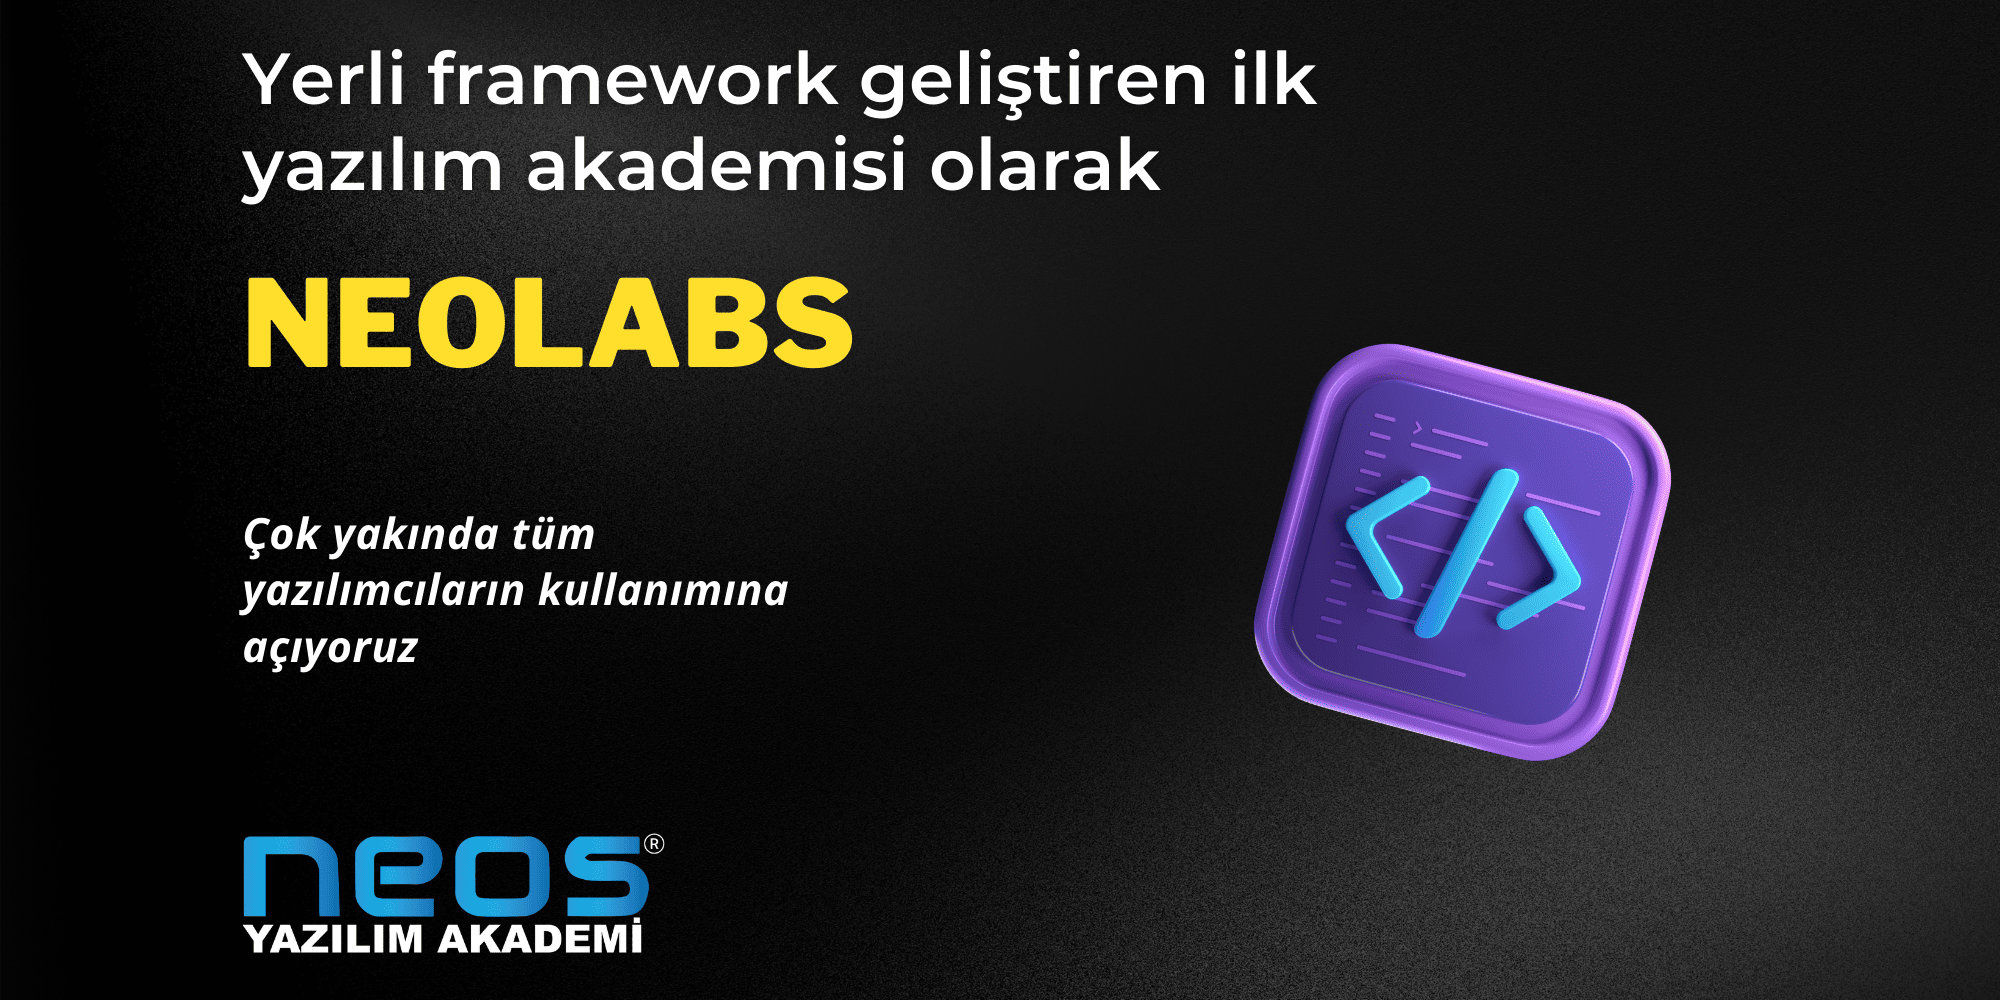 Yerli framework geliştiren ilk
yazılım akademisi olarak
NEOLABS
Çok yakında tüm
yazılımcıların kullanımına
açıyoruz
neos®
YAZILIM AKADEMİ